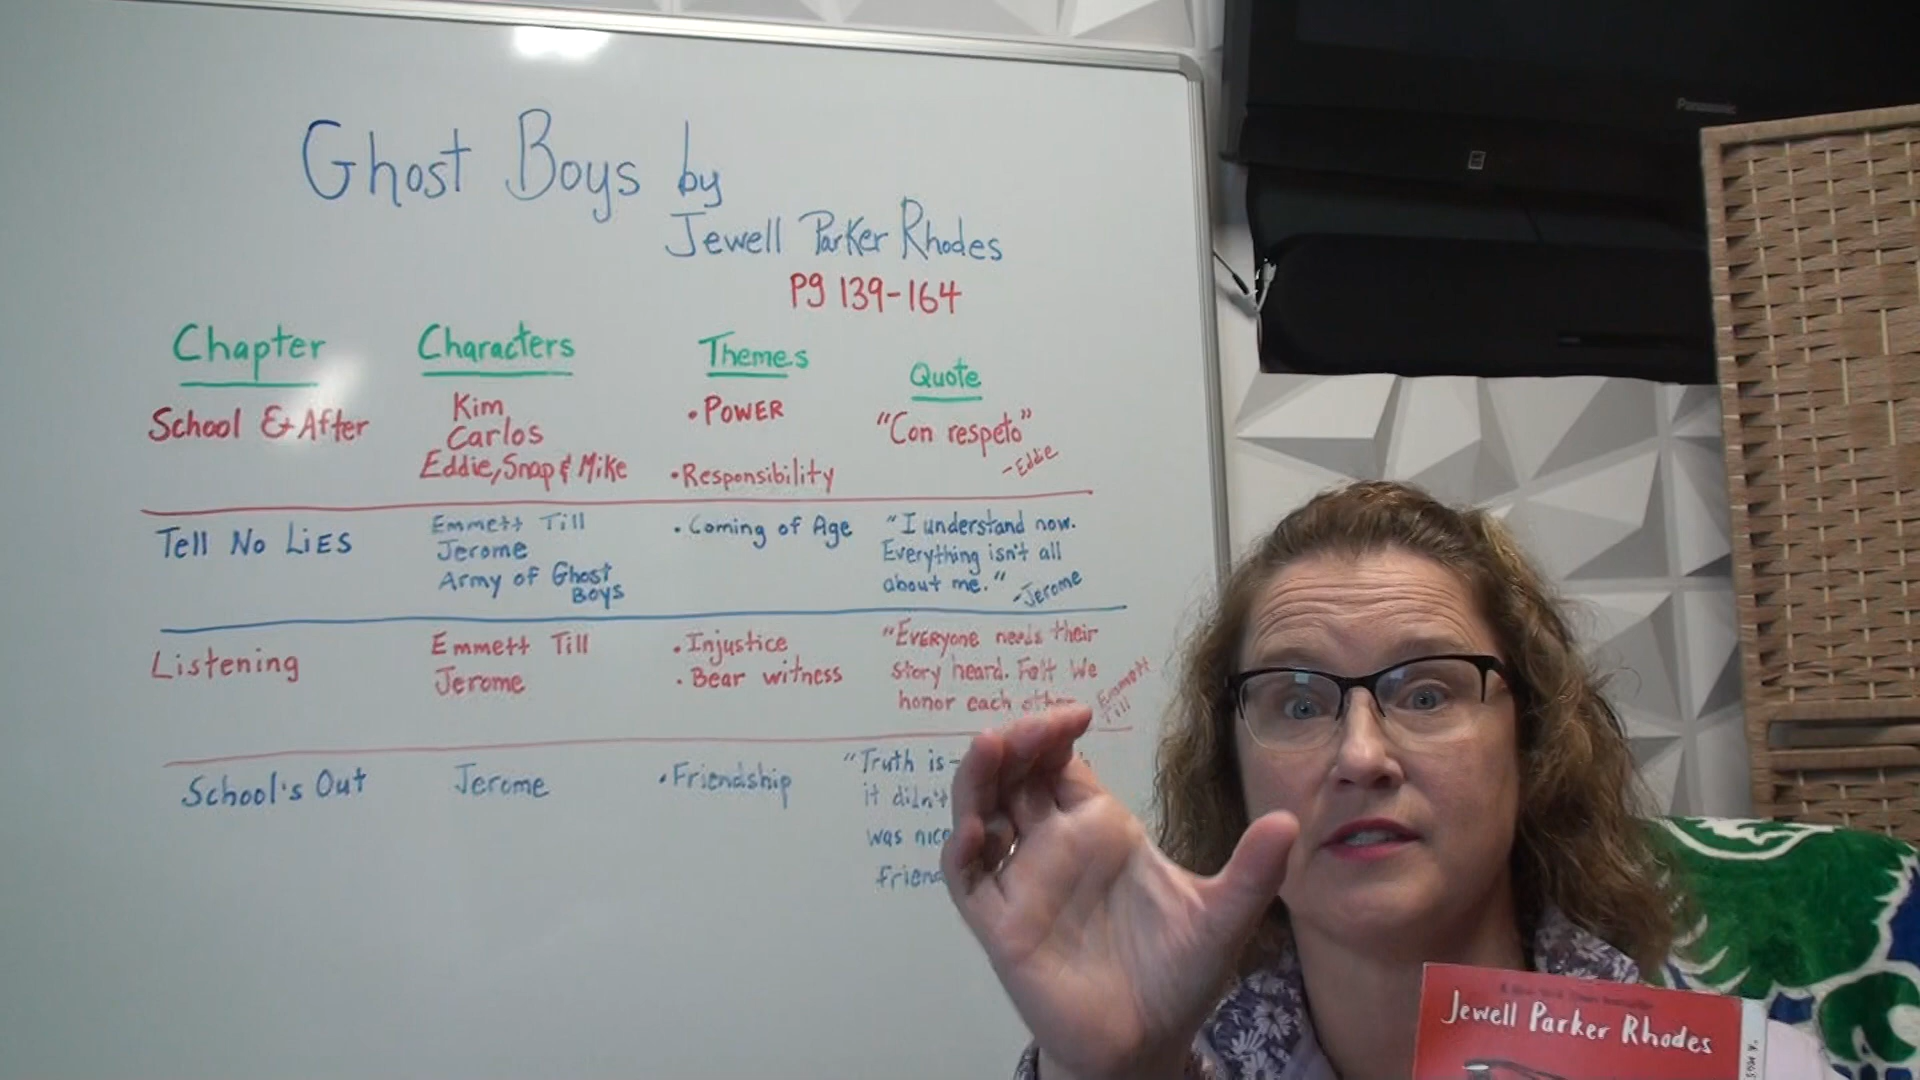 Ghost Boys by
Jewell Parker Rhodes
Pg 139-164
Chapter Characters Themes Quote
School & After
Kim
Carlos
Eddie, Snap & Mike
• POWER
• Responsibility
"Con respeto"
-Eddie
Tell No Lies
Emmett Till
Jerome
Army of Ghost
Boys
• Coming of Age
"I understand now.
Everything isn't all
about me."
-Jerome
Listening
Emmett Till
Jerome
• Injustice
• Bear witness
"Everyone needs their
story heard. Felt We
honor each
Emmett
Till
School's Out
Jerome
• Friendship
"Truth is-
it didn't
was
Panasonic
Jewell Parker Rhodes